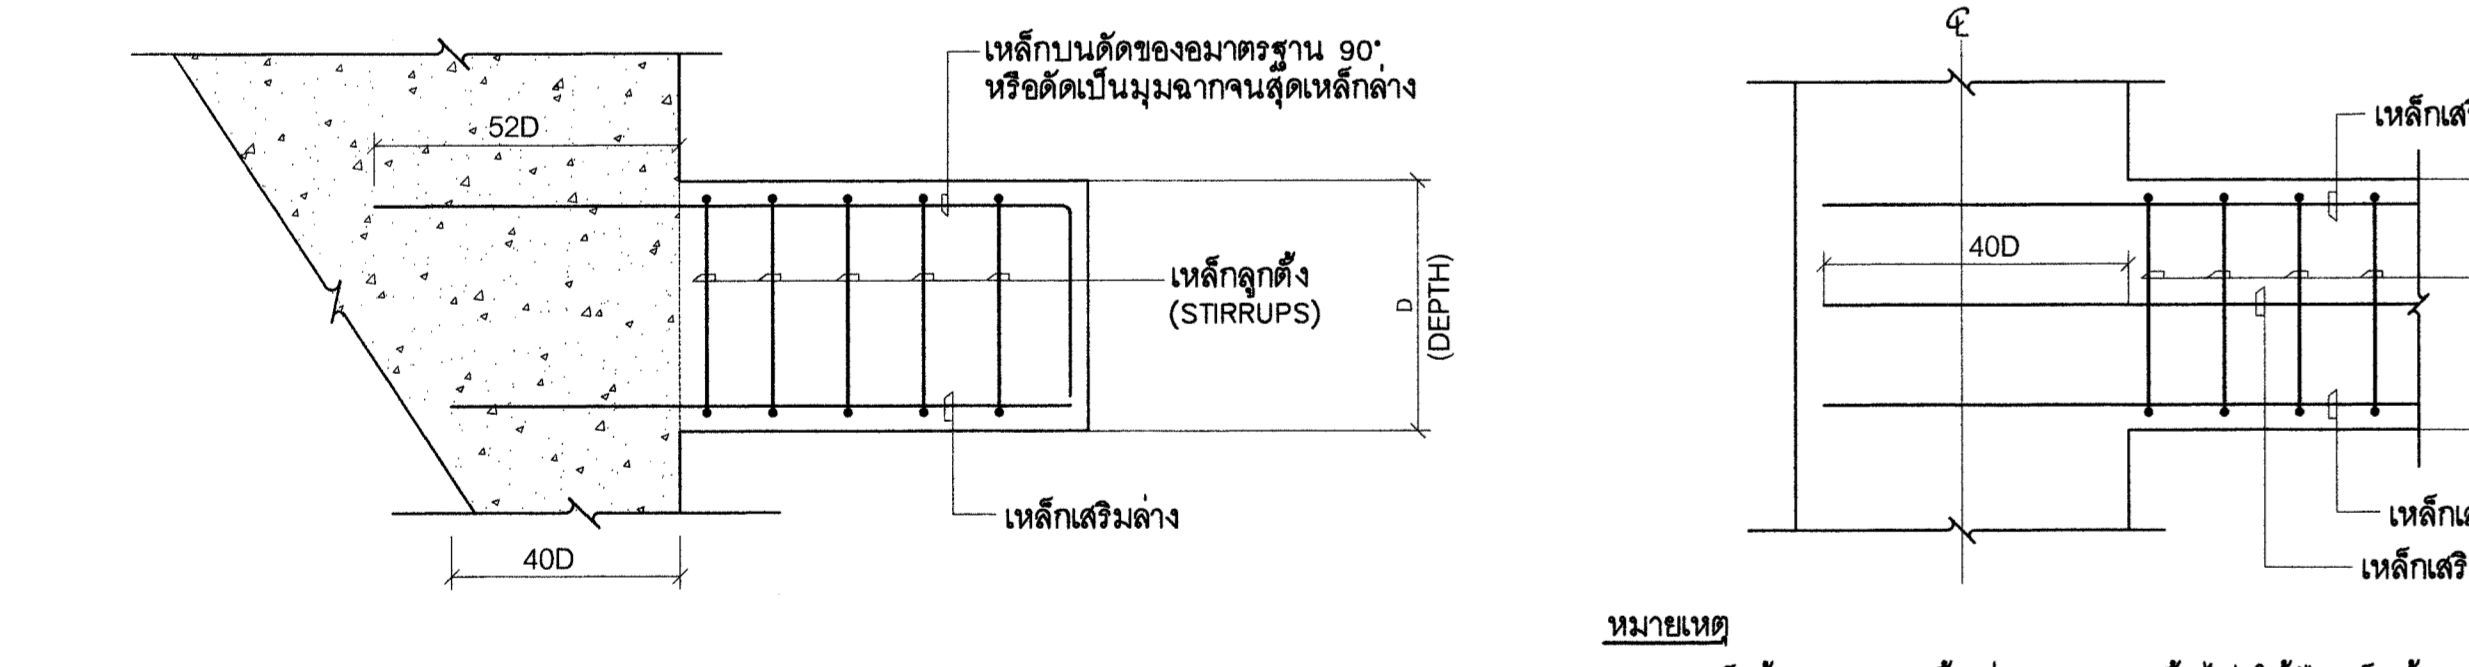 เหล็กบนดัดของอมาตรฐาน 90°
หรือดัดเป็นมุมฉากจนสุดเหล็กล่าง
52D
เหล็กลูกตั้ง
(STIRRUPS)
D
(DEPTH)
เหล็กเสริมล่าง
40D
℄
40D
หมายเหตุ